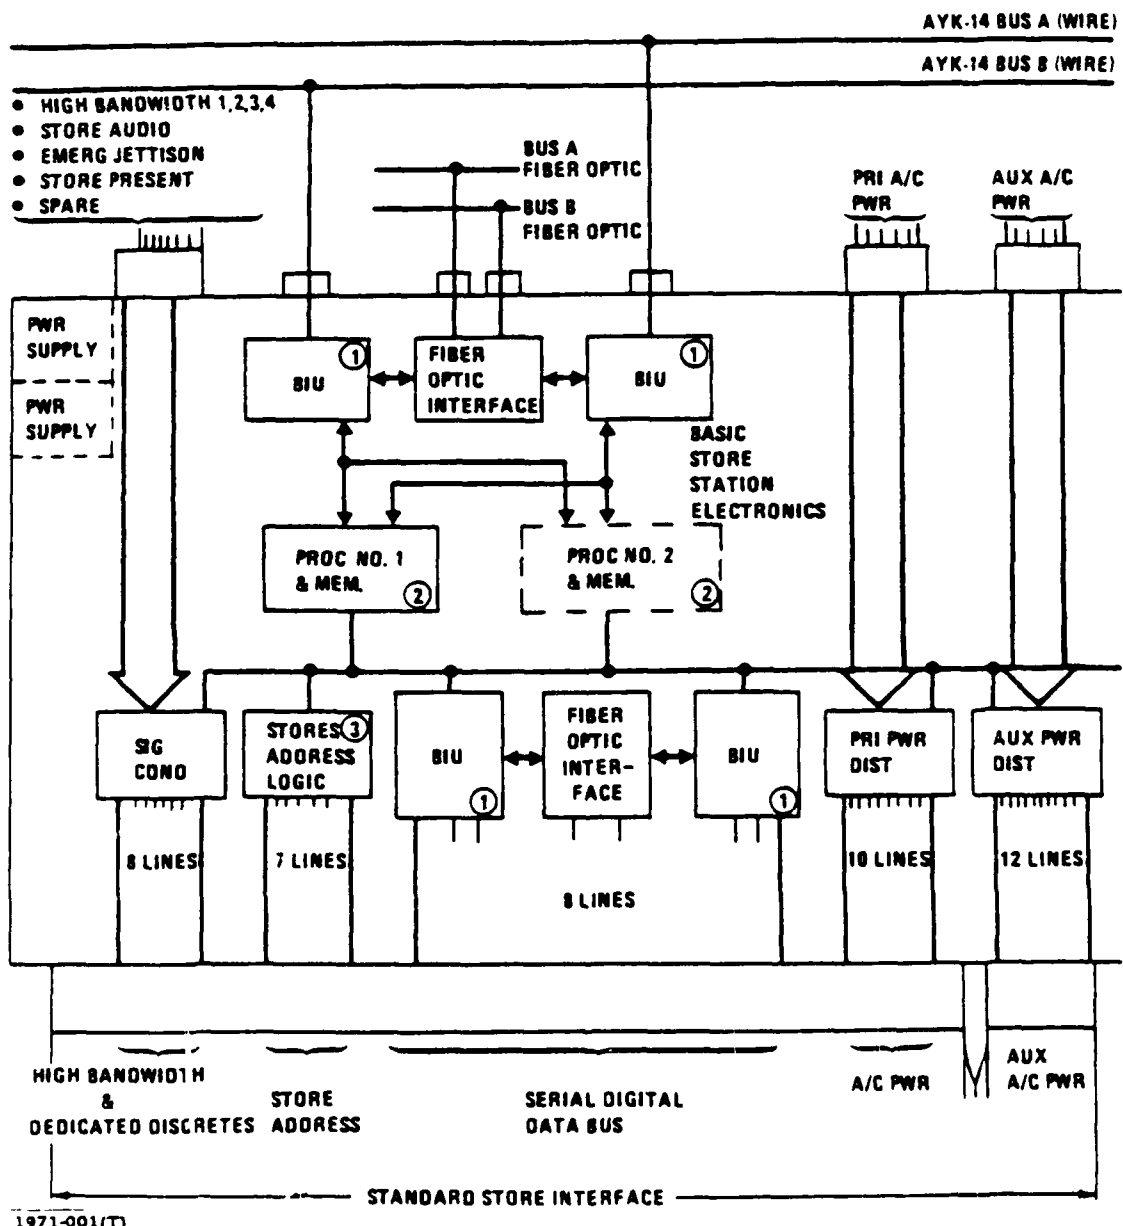 AYK-14 BUS A (WIRE)
AYK-14 BUS B (WIRE)
• HIGH BANDWIDTH 1,2,3,4
• STORE AUDIO
• EMERG JETTISON
• STORE PRESENT
• SPARE
BUS A
FIBER OPTIC
BUS B
FIBER OPTIC
PRI A/C
PWR
AUX A/C
PWR
PWR
SUPPLY
PWR
SUPPLY
1
BIU
FIBER
OPTIC
INTERFACE
1
BIU
BASIC
STORE
STATION
ELECTRONICS
PROC NO. 1
& MEM.
2
PROC NO. 2
& MEM.
2
SIG
COND
STORES
ADDRESS
LOGIC
3
BIU
1
FIBER
OPTIC
INTER-
FACE
BIU
1
PRI PWR
DIST
AUX PWR
DIST
8 LINES
7 LINES
8 LINES
10 LINES
12 LINES
HIGH BANDWIDTH
&
DEDICATED DISCRETES
STORE
ADDRESS
SERIAL DIGITAL
DATA BUS
A/C PWR
AUX
A/C PWR
STANDARD STORE INTERFACE
1971-001(T)